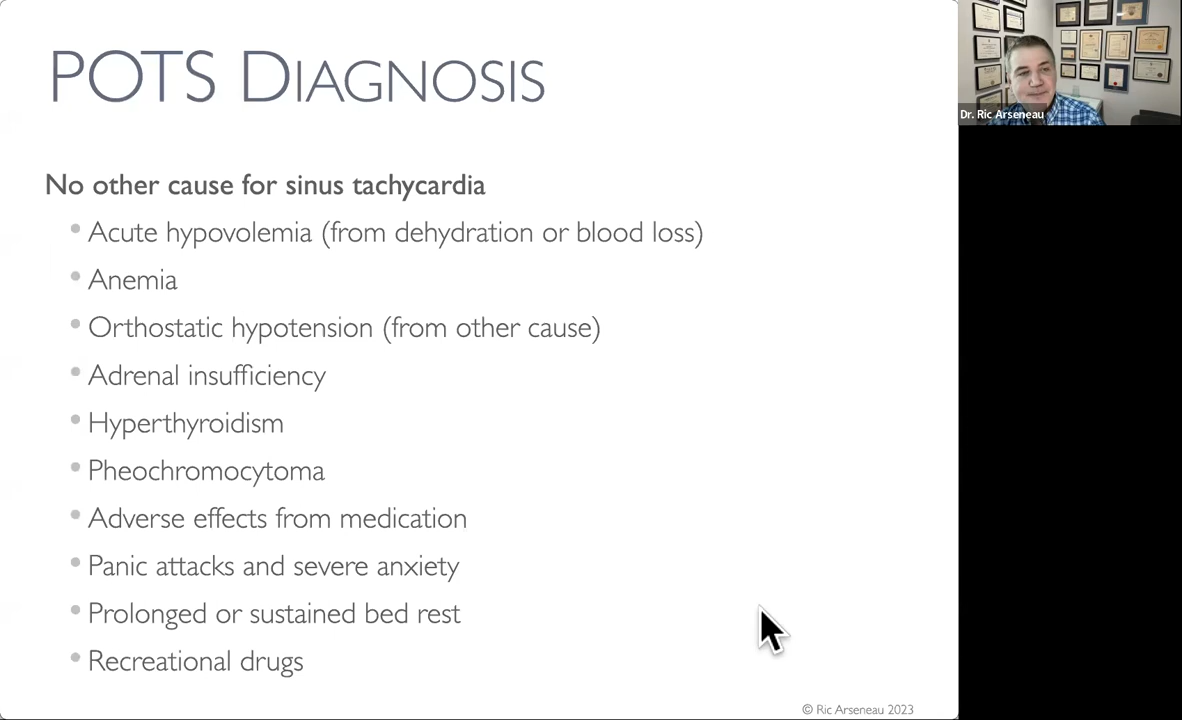 POTS DIAGNOSIS
No other cause for sinus tachycardia
• Acute hypovolemia (from dehydration or blood loss)
• Anemia
• Orthostatic hypotension (from other cause)
• Adrenal insufficiency
• Hyperthyroidism
• Pheochromocytoma
• Adverse effects from medication
• Panic attacks and severe anxiety
• Prolonged or sustained bed rest
• Recreational drugs
© Ric Arseneau 2023
Dr. Ric Arseneau